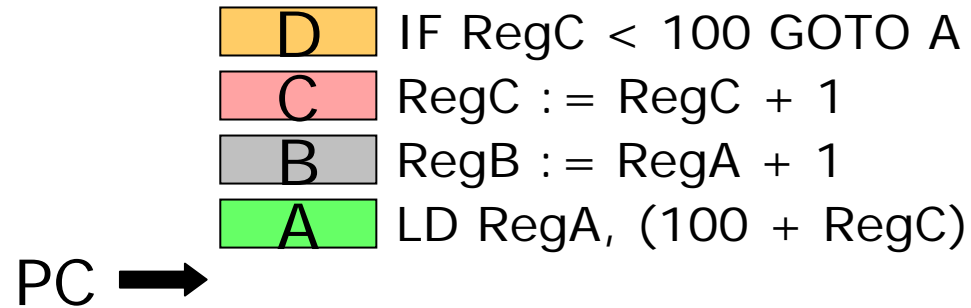 D IF RegC < 100 GOTO A
C RegC := RegC + 1
B RegB := RegA + 1
A LD RegA, (100 + RegC)
PC